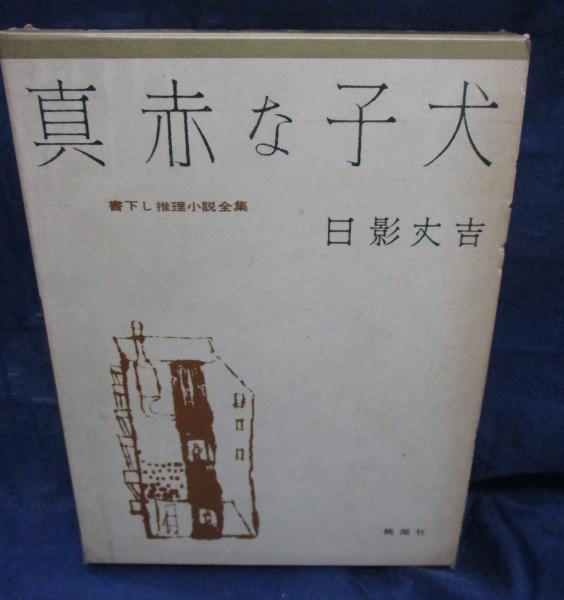 真赤な子犬
書下し推理小説全集
日影丈吉
桃源社